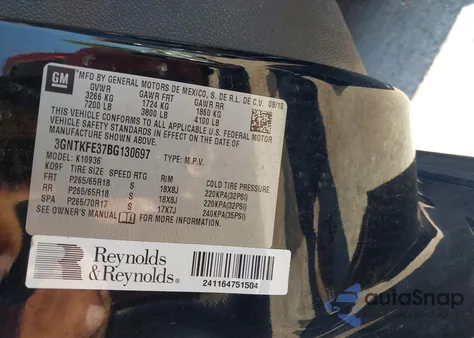 GM
MFD BY GENERAL MOTORS DE MEXICO, S. DE R.L. DE C.V. 08/10
GVWR GAWR FRT GAWR RR
3266 KG 1724 KG 1860 KG
7200 LB 3800 LB 4100 LB
THIS VEHICLE CONFORMS TO ALL APPLICABLE U.S. FEDERAL MOTOR
VEHICLE SAFETY STANDARDS IN EFFECT ON THE DATE OF
MANUFACTURE SHOWN ABOVE.
3GNTKFE37BG130697 TYPE: M.P.V.
MODEL: K10936
KD9F TIRE SIZE SPEED RTG RIM COLD TIRE PRESSURE
FRT P265/65R18 S 18X8J 220KPA(32PSI)
RR P265/65R18 S 18X8J 220KPA(32PSI)
SPA P265/70R17 S 17X7J 240KPA(35PSI)
SEE OWNER'S MANUAL FOR MORE INFORMATION.
Reynolds
& Reynolds
241164751504
autoSnap